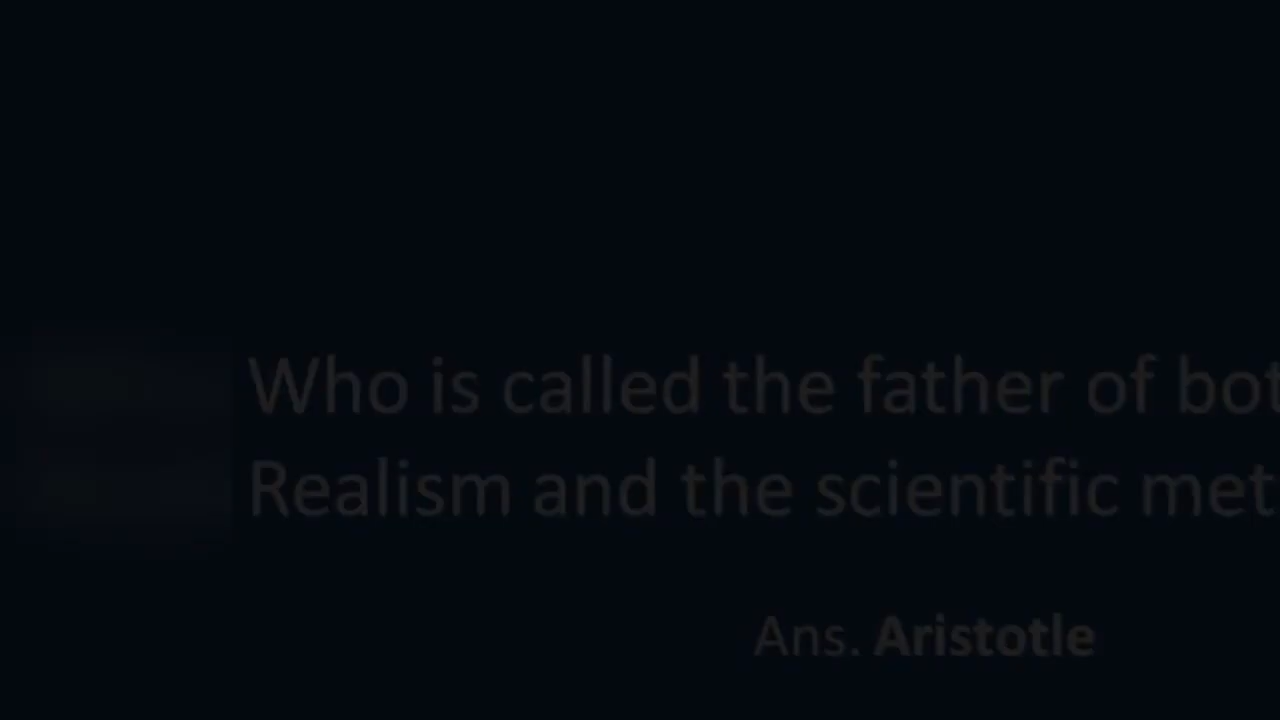 Who is called the father of bot
Realism and the scientific met
Ans. Aristotle